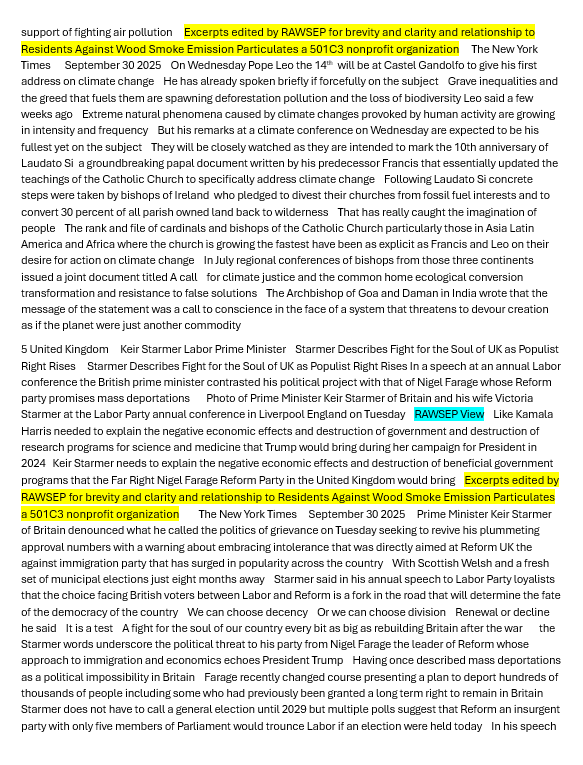 support of fighting air pollution    Excerpts edited by RAWSEP for brevity and clarity and relationship to
Residents Against Wood Smoke Emission Particulates a 501C3 nonprofit organization    The New York
Times    September 30 2025   On Wednesday Pope Leo the 14th  will be at Castel Gandolfo to give his first
address on climate change   He has already spoken briefly if forcefully on the subject   Grave inequalities and
the greed that fuels them are spawning deforestation pollution and the loss of biodiversity Leo said a few
weeks ago   Extreme natural phenomena caused by climate changes provoked by human activity are growing
in intensity and frequency   But his remarks at a climate conference on Wednesday are expected to be his
fullest yet on the subject   They will be closely watched as they are intended to mark the 10th anniversary of
Laudato Si  a groundbreaking papal document written by his predecessor Francis that essentially updated the
teachings of the Catholic Church to specifically address climate change   Following Laudato Si concrete
steps were taken by bishops of Ireland  who pledged to divest their churches from fossil fuel interests and to
convert 30 percent of all parish owned land back to wilderness   That has really caught the imagination of
people   The rank and file of cardinals and bishops of the Catholic Church particularly those in Asia Latin
America and Africa where the church is growing the fastest have been as explicit as Francis and Leo on their
desire for action on climate change   In July regional conferences of bishops from those three continents
issued a joint document titled A call   for climate justice and the common home ecological conversion
transformation and resistance to false solutions   The Archbishop of Goa and Daman in India wrote that the
message of the statement was a call to conscience in the face of a system that threatens to devour creation
as if the planet were just another commodity
5 United Kingdom    Keir Starmer Labor Prime Minister   Starmer Describes Fight for the Soul of UK as Populist
Right Rises    Starmer Describes Fight for the Soul of UK as Populist Right Rises In a speech at an annual Labor
conference the British prime minister contrasted his political project with that of Nigel Farage whose Reform
party promises mass deportations    Photo of Prime Minister Keir Starmer of Britain and his wife Victoria
Starmer at the Labor Party annual conference in Liverpool England on Tuesday   RAWSEP View   Like Kamala
Harris needed to explain the negative economic effects and destruction of government and destruction of
research programs for science and medicine that Trump would bring during her campaign for President in
2024  Keir Starmer needs to explain the negative economic effects and destruction of beneficial government
programs that the Far Right Nigel Farage Reform Party in the United Kingdom would bring   Excerpts edited by
RAWSEP for brevity and clarity and relationship to Residents Against Wood Smoke Emission Particulates
a 501C3 nonprofit organization    The New York Times    September 30 2025    Prime Minister Keir Starmer
of Britain denounced what he called the politics of grievance on Tuesday seeking to revive his plummeting
approval numbers with a warning about embracing intolerance that was directly aimed at Reform UK the
against immigration party that has surged in popularity across the country   With Scottish Welsh and a fresh
set of municipal elections just eight months away   Starmer said in his annual speech to Labor Party loyalists
that the choice facing British voters between Labor and Reform is a fork in the road that will determine the fate
of the democracy of the country   We can choose decency   Or we can choose division   Renewal or decline
he said   It is a test   A fight for the soul of our country every bit as big as rebuilding Britain after the war    the
Starmer words underscore the political threat to his party from Nigel Farage the leader of Reform whose
approach to immigration and economics echoes President Trump   Having once described mass deportations
as a political impossibility in Britain   Farage recently changed course presenting a plan to deport hundreds of
thousands of people including some who had previously been granted a long term right to remain in Britain
Starmer does not have to call a general election until 2029 but multiple polls suggest that Reform an insurgent
party with only five members of Parliament would trounce Labor if an election were held today   In his speech